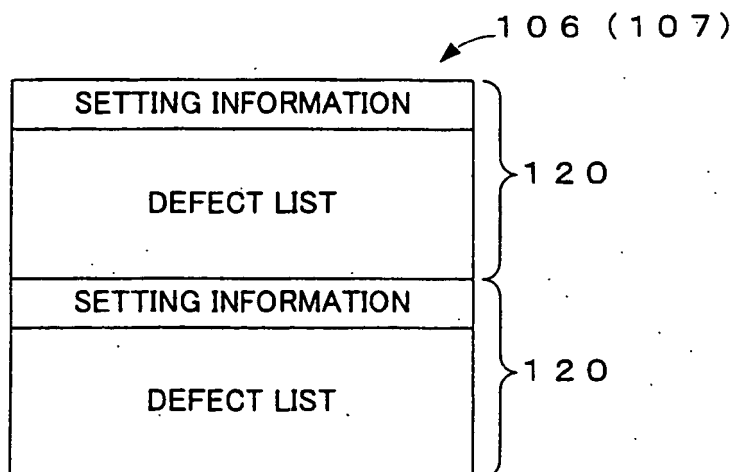 106 (107)
SETTING INFORMATION
DEFECT LIST
120
SETTING INFORMATION
DEFECT LIST
120